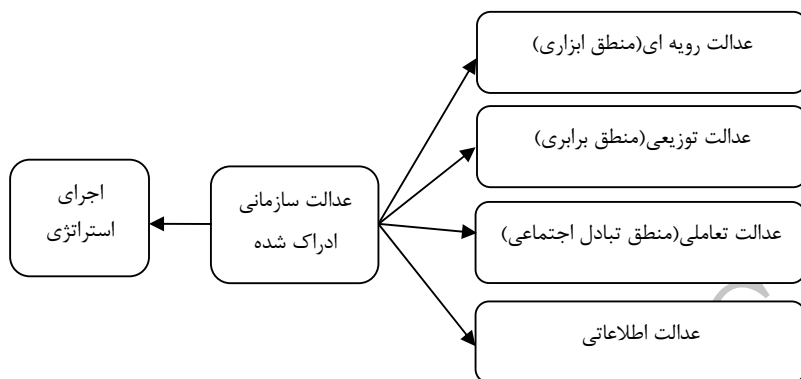 عدالت رویه ای(منطق ابزاری)
عدالت توزیعی(منطق برابری)
عدالت تعاملی(منطق تبادل اجتماعی)
عدالت اطلاعاتی
عدالت سازمانی
ادراک شده
اجرای
استراتژی